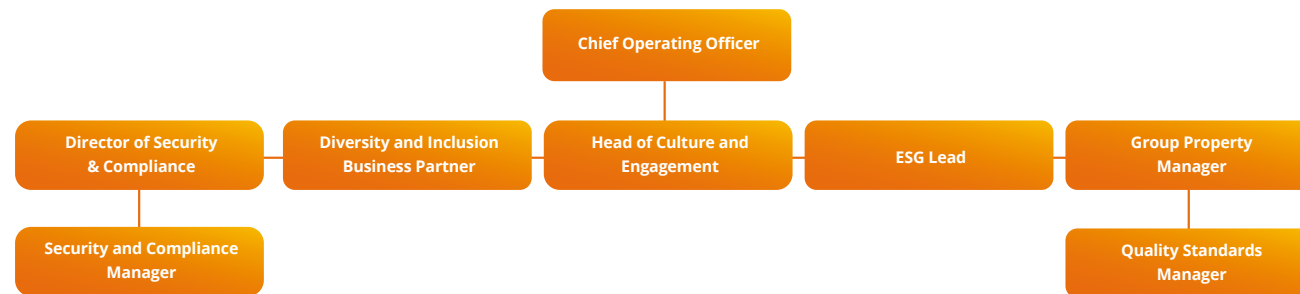 Chief Operating Officer
Director of Security
& Compliance
Diversity and Inclusion
Business Partner
Head of Culture and
Engagement
ESG Lead
Group Property
Manager
Security and Compliance
Manager
Quality Standards
Manager